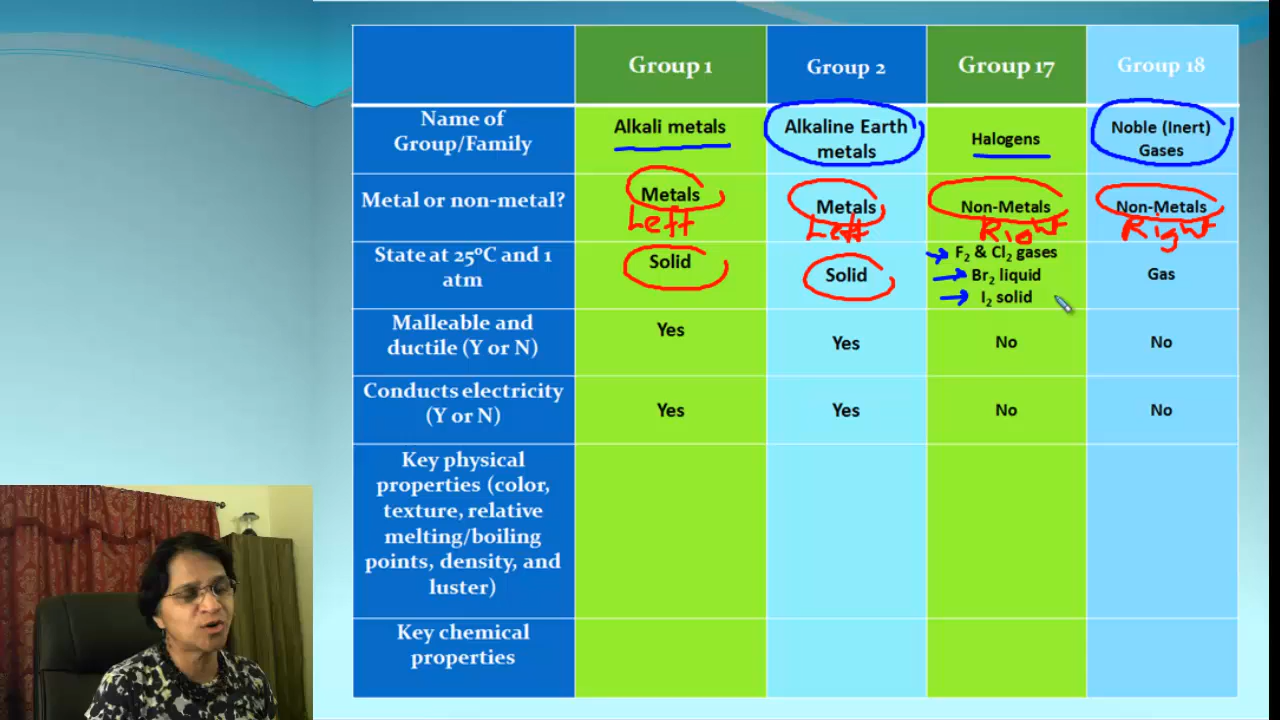 Group 1
Group 2
Group 17
Group 18
Name of
Group/Family
Alkali metals
Alkaline Earth
metals
Halogens
Noble (Inert)
Gases
Metal or non-metal?
Metals
Left
Metals
Left
Non-Metals
Right
Non-Metals
Right
State at 25°C and 1
atm
Solid
Solid
F₂ & Cl₂ gases
Br₂ liquid
I₂ solid
Gas
Malleable and
ductile (Y or N)
Yes
Yes
No
No
Conducts electricity
(Y or N)
Yes
Yes
No
No
Key physical
properties (color,
texture, relative
melting/boiling
points, density, and
luster)
Key chemical
properties